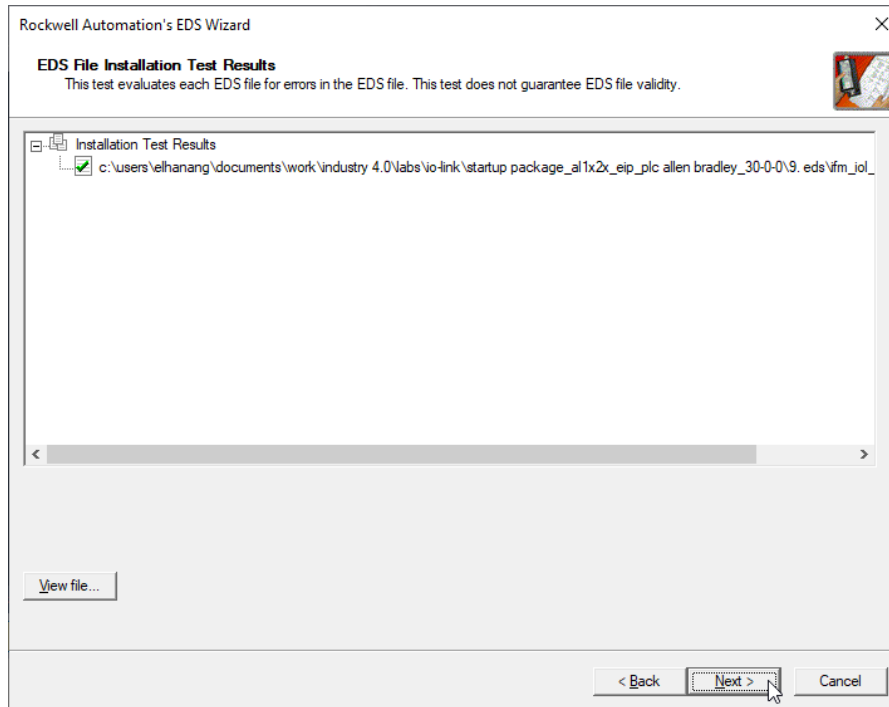 Rockwell Automation's EDS Wizard
EDS File Installation Test Results
This test evaluates each EDS file for errors in the EDS file. This test does not guarantee EDS file validity.
Installation Test Results
c:\users\elhanang\documents\work\industry 4.0\labs\io-link\startup package_al1x2x_eip_plc allen bradley_30-0-0\9. eds\ifm_iol_
View file...
< Back
Next >
Cancel